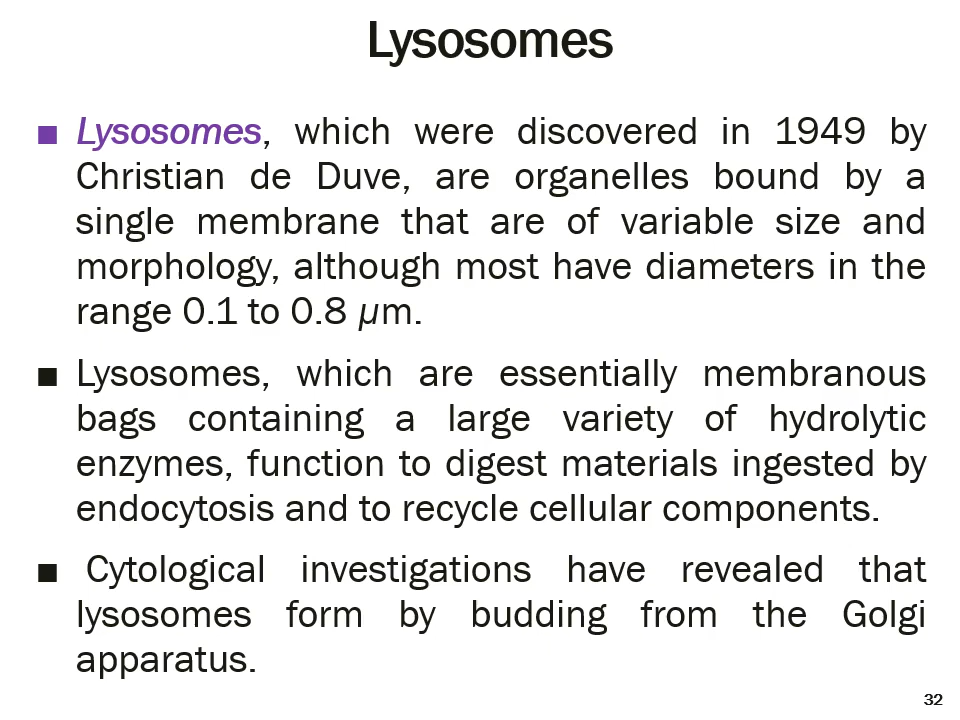 Lysosomes
■ Lysosomes, which were discovered in 1949 by
Christian de Duve, are organelles bound by a
single membrane that are of variable size and
morphology, although most have diameters in the
range 0.1 to 0.8 µm.
■ Lysosomes, which are essentially membranous
bags containing a large variety of hydrolytic
enzymes, function to digest materials ingested by
endocytosis and to recycle cellular components.
■ Cytological investigations have revealed that
lysosomes form by budding from the Golgi
apparatus.
32